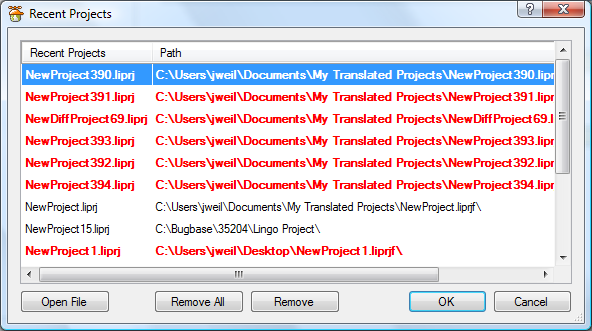 Recent Projects
Recent Projects Path
NewProject390.liprj C:\Users\jweil\Documents\My Translated Projects\NewProject390.lipr
NewProject391.liprj C:\Users\jweil\Documents\My Translated Projects\NewProject391.lipr
NewDiffProject69.liprj C:\Users\jweil\Documents\My Translated Projects\NewDiffProject69.l
NewProject393.liprj C:\Users\jweil\Documents\My Translated Projects\NewProject393.lipr
NewProject392.liprj C:\Users\jweil\Documents\My Translated Projects\NewProject392.lipr
NewProject394.liprj C:\Users\jweil\Documents\My Translated Projects\NewProject394.lipr
NewProject.liprj C:\Users\jweil\Documents\My Translated Projects\NewProject.liprjf\
NewProject15.liprj C:\Bugbase\35204\Lingo Project\
NewProject1.liprj C:\Users\jweil\Desktop\NewProject1.liprjf\
Open File Remove All Remove OK Cancel